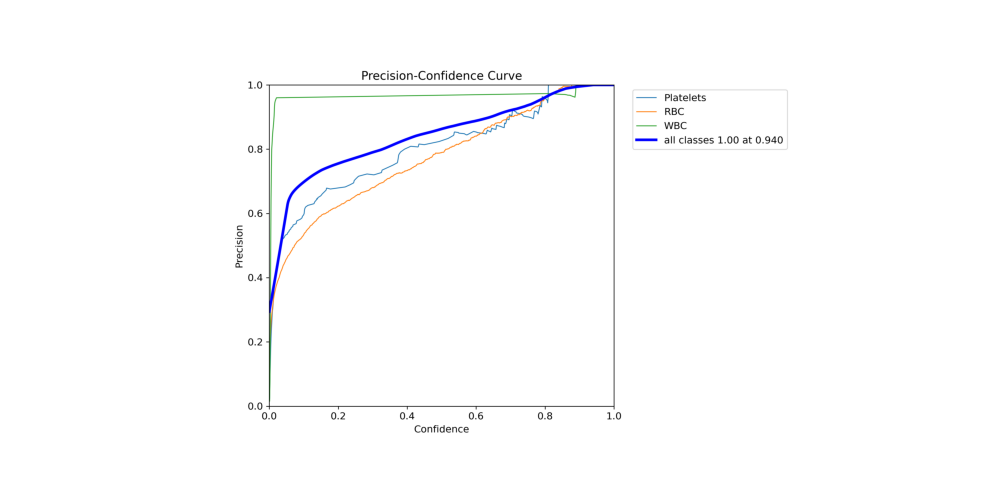 Precision-Confidence Curve
1.0
0.8
0.6
0.4
0.2
0.0
Precision
0.0 0.2 0.4 0.6 0.8 1.0
Confidence
Platelets
RBC
WBC
all classes 1.00 at 0.940